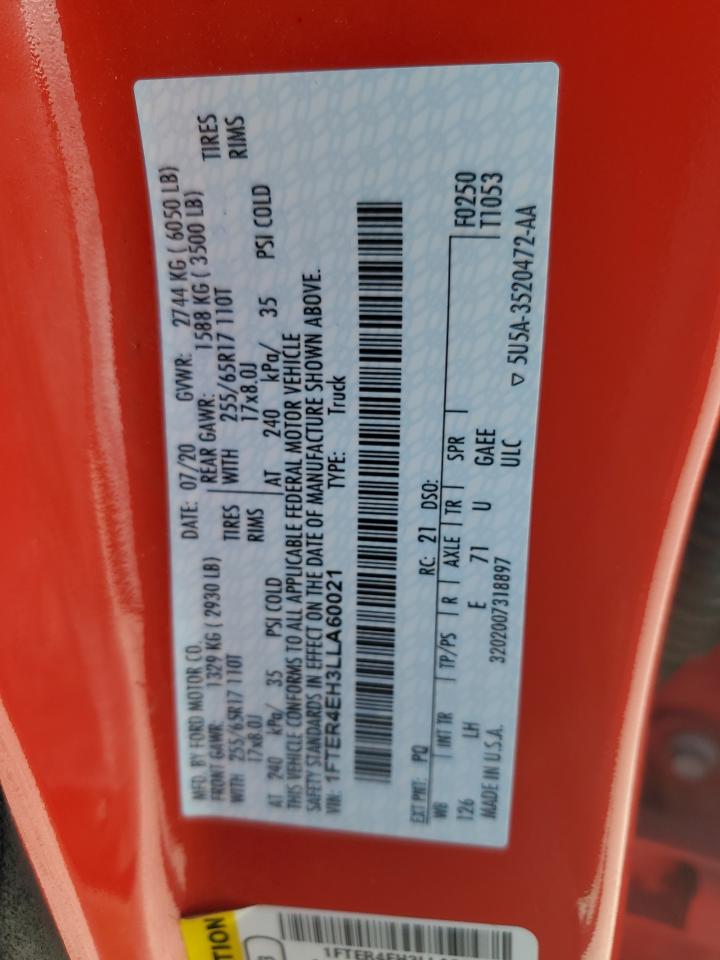 MFD. BY FORD MOTOR CO.
DATE: 07/20 GVWR: 2744 KG ( 6050 LB)
FRONT GAWR: 1329 KG ( 2930 LB)
REAR GAWR: 1588 KG ( 3500 LB)
WITH 255/65R17 110T TIRES
WITH 255/65R17 110T TIRES
17x8.0J RIMS
17x8.0J RIMS
AT 240 kPa/ 35 PSI COLD
AT 240 kPa/ 35 PSI COLD
THIS VEHICLE CONFORMS TO ALL APPLICABLE FEDERAL MOTOR VEHICLE
SAFETY STANDARDS IN EFFECT ON THE DATE OF MANUFACTURE SHOWN ABOVE.
VIN: 1FTER4EH3LLA60021 TYPE: Truck
EXT PNT: PQ RC: 21 DSO: F0250
WB INT TR TP/PS R AXLE TR SPR T1053
126 LH E 71 U GAEE
MADE IN U.S.A. 3202007318897 ULC
▽ 5U5A-3520472-AA